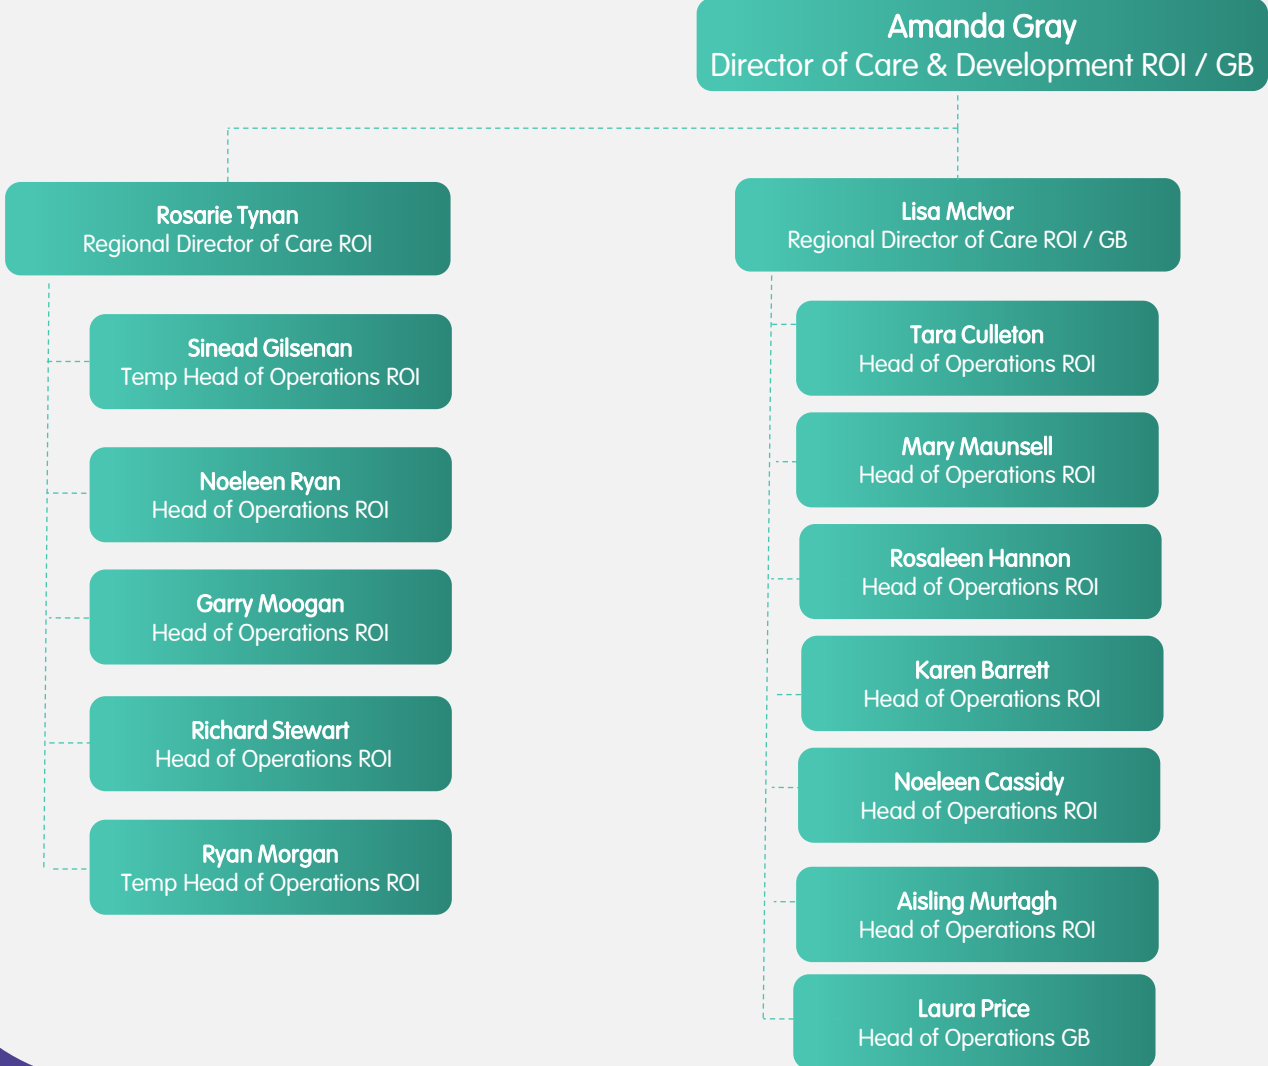 Amanda Gray
Director of Care & Development ROI / GB
Rosarie Tynan
Regional Director of Care ROI
Sinead Gilsenan
Temp Head of Operations ROI
Noeleen Ryan
Head of Operations ROI
Garry Moogan
Head of Operations ROI
Richard Stewart
Head of Operations ROI
Ryan Morgan
Temp Head of Operations ROI
Lisa McIvor
Regional Director of Care ROI / GB
Tara Culleton
Head of Operations ROI
Mary Maunsell
Head of Operations ROI
Rosaleen Hannon
Head of Operations ROI
Karen Barrett
Head of Operations ROI
Noeleen Cassidy
Head of Operations ROI
Aisling Murtagh
Head of Operations ROI
Laura Price
Head of Operations GB